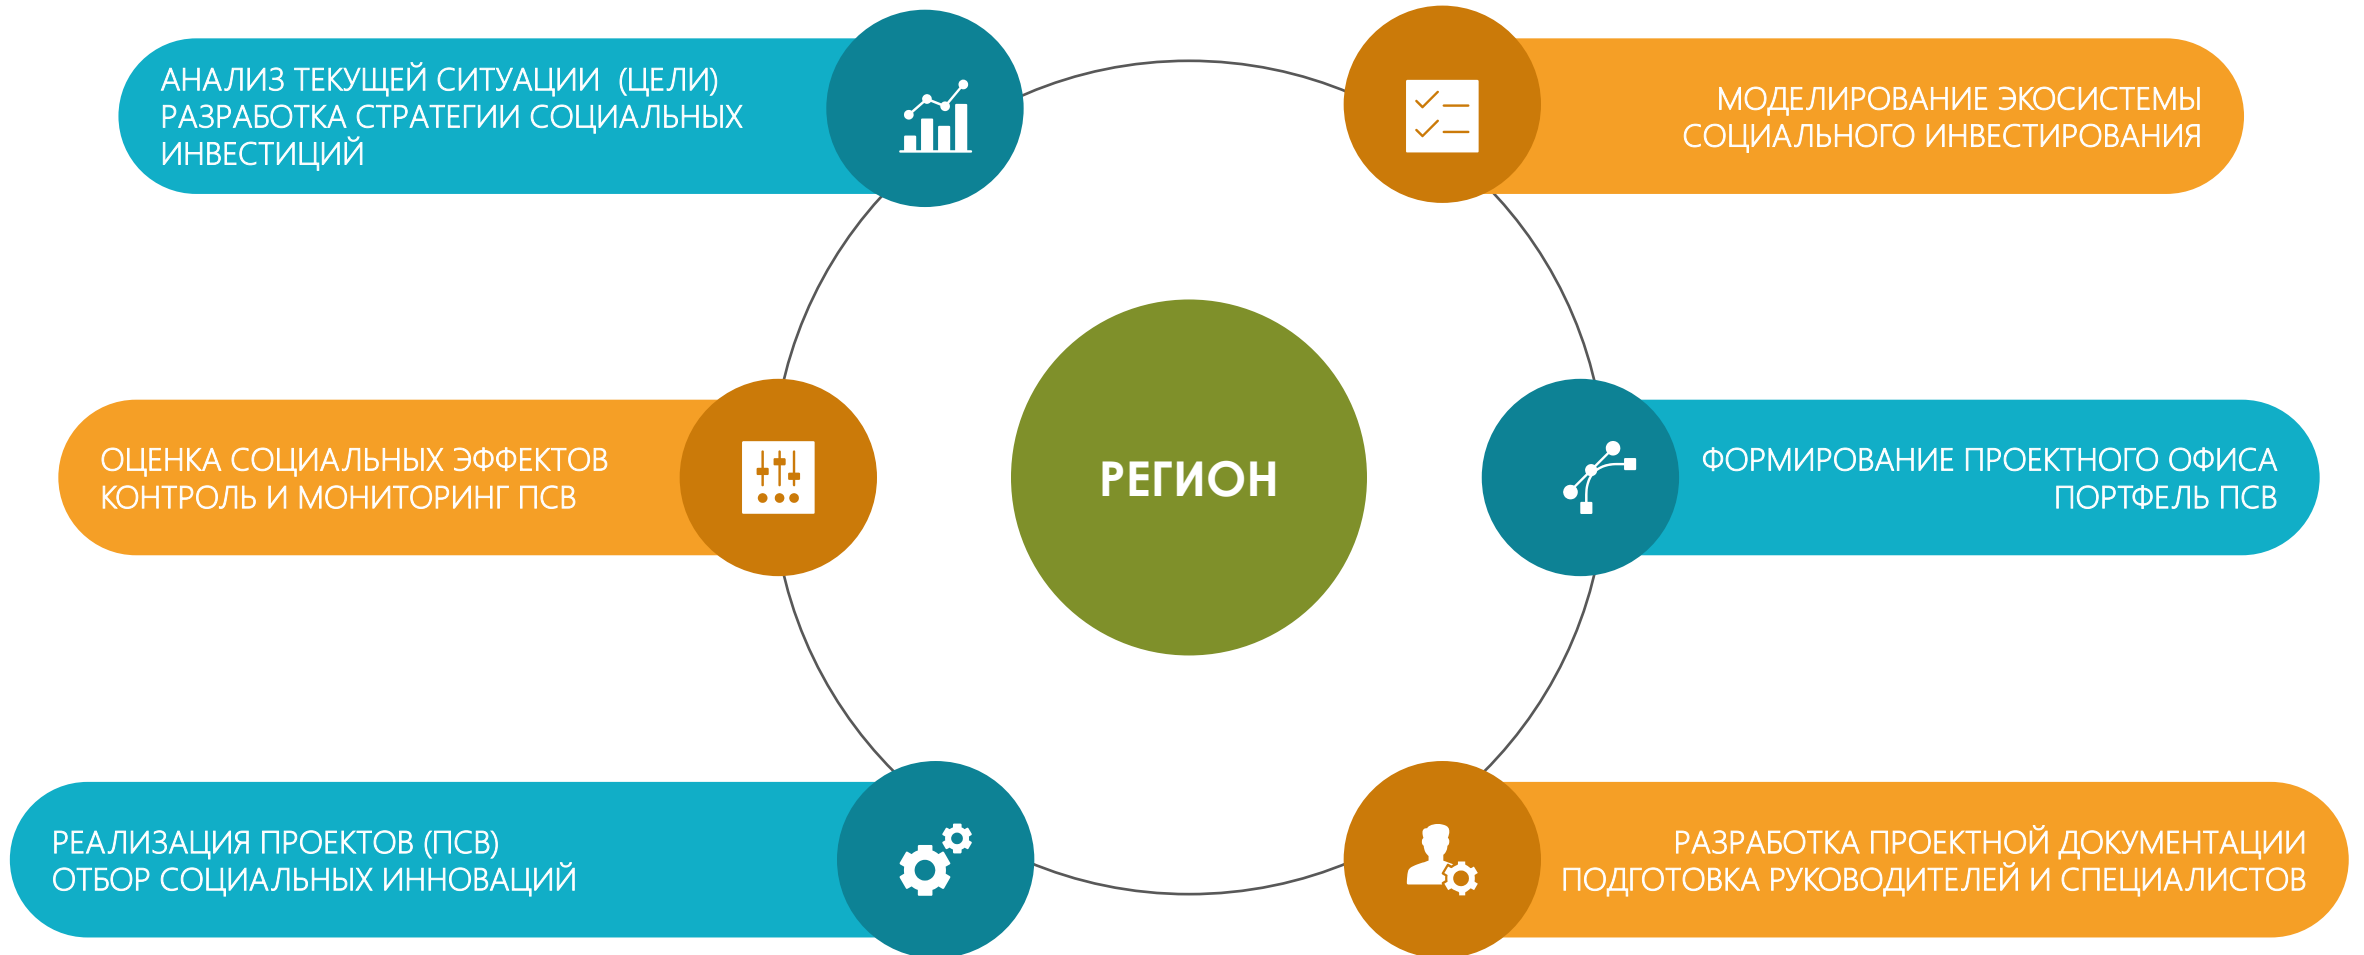 АНАЛИЗ ТЕКУЩЕЙ СИТУАЦИИ (ЦЕЛИ)
РАЗРАБОТКА СТРАТЕГИИ СОЦИАЛЬНЫХ
ИНВЕСТИЦИЙ
МОДЕЛИРОВАНИЕ ЭКОСИСТЕМЫ
СОЦИАЛЬНОГО ИНВЕСТИРОВАНИЯ
ОЦЕНКА СОЦИАЛЬНЫХ ЭФФЕКТОВ
КОНТРОЛЬ И МОНИТОРИНГ ПСВ
РЕГИОН
ФОРМИРОВАНИЕ ПРОЕКТНОГО ОФИСА
ПОРТФЕЛЬ ПСВ
РЕАЛИЗАЦИЯ ПРОЕКТОВ (ПСВ)
ОТБОР СОЦИАЛЬНЫХ ИННОВАЦИЙ
РАЗРАБОТКА ПРОЕКТНОЙ ДОКУМЕНТАЦИИ
ПОДГОТОВКА РУКОВОДИТЕЛЕЙ И СПЕЦИАЛИСТОВ